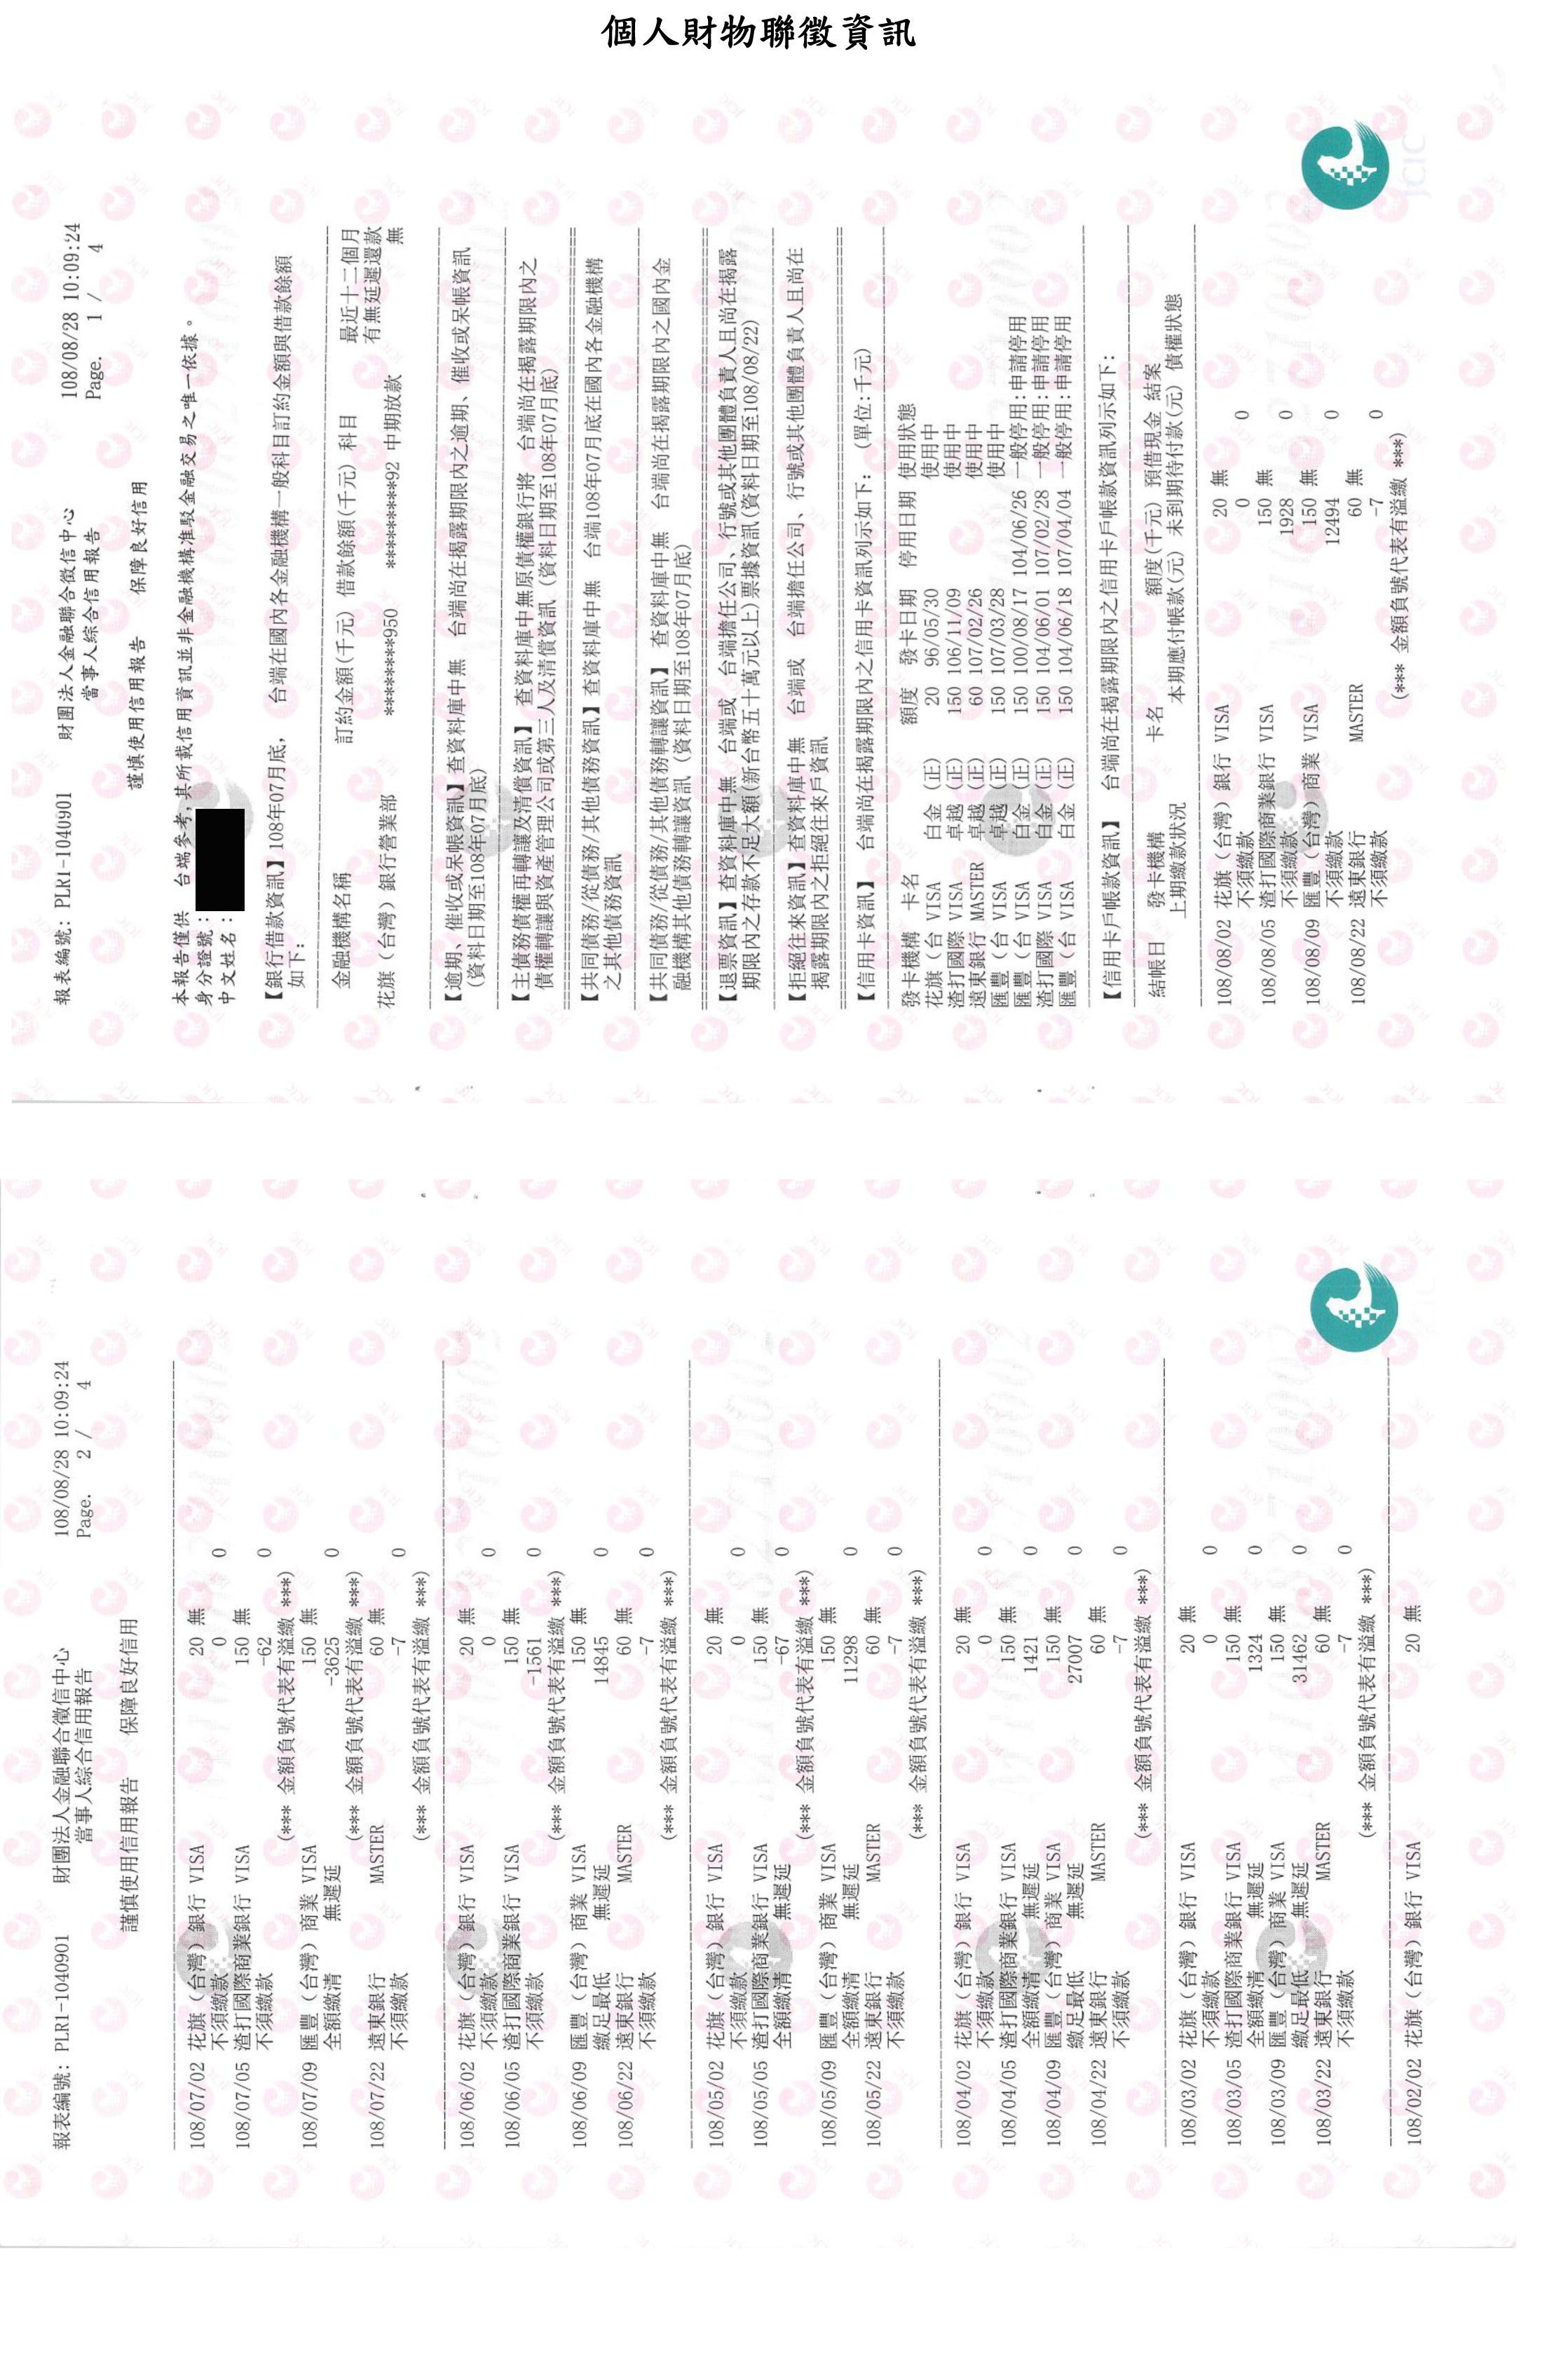 個人財物聯徵資訊
報表編號: PLR1-1040901 財團法人金融聯合徵信中心 108/08/28 10:09:24
當事人綜合信用報告 Page. 1 / 4
謹慎使用信用報告 保障良好信用
本報告僅供 台端參考,其所載信用資訊並非金融機構准駁金融交易之唯一依據。
身分證號:
中文姓名:
【銀行借款資訊】108年07月底, 台端在國內各金融機構一般科目訂約金額與借款餘額
如下:
金融機構名稱 訂約金額(千元) 借款餘額(千元) 科目 最近十二個月
有無延遲還款
花旗(台灣)銀行營業部 *******950 ********92 中期放款 無
【逾期、催收或呆帳資訊】查資料庫中無 台端尚在揭露期限內之逾期、催收或呆帳資訊
(資料日期至108年07月底)
【主債務債權再轉讓及清償資訊】 查資料庫中無原債權銀行將 台端尚在揭露期限內之
債權轉讓與資產管理公司或第三人及清償資訊 (資料日期至108年07月底)
【共同債務/從債務/其他債務資訊】查資料庫中無 台端108年07月底在國內各金融機構
之其他債務資訊
【共同債務/從債務/其他債務轉讓資訊】 查資料庫中無 台端尚在揭露期限內之國內金
融機構其他債務轉讓資訊 (資料日期至108年07月底)
【退票資訊】查資料庫中無 台端或 台端擔任公司、行號或其他團體負責人且尚在揭露
期限內之存款不足大額(新台幣五十萬元以上)票據資訊(資料日期至108/08/22)
【拒絕往來資訊】查資料庫中無 台端或 台端擔任公司、行號或其他團體負責人且尚在
揭露期限內之拒絕往來戶資訊
【信用卡資訊】 台端尚在揭露期限內之信用卡資訊列示如下: (單位:千元)
發卡機構 卡名 額度 發卡日期 停用日期 使用狀態
花旗(台 VISA 白金 (正) 20 96/05/30 使用中
渣打國際 VISA 卓越 (正) 150 106/11/09 使用中
遠東銀行 MASTER 卓越 (正) 60 107/02/26 使用中
匯豐(台 VISA 卓越 (正) 150 107/03/28 使用中
匯豐(台 VISA 白金 (正) 150 100/08/17 104/06/26 一般停用:申請停用
渣打國際 VISA 白金 (正) 150 104/06/01 107/02/28 一般停用:申請停用
匯豐(台 VISA 白金 (正) 150 104/06/18 107/04/04 一般停用:申請停用
【信用卡戶帳款資訊】 台端尚在揭露期限內之信用卡戶帳款資訊列示如下:
結帳日 發卡機構 卡名 額度(千元) 預借現金 結案
上期繳款狀況 本期應付帳款(元) 未到期待付款(元) 債權狀態
108/08/02 花旗(台灣)銀行 VISA 20 無
不須繳款 0 0
108/08/05 渣打國際商業銀行 VISA 150 無
不須繳款 1928 0
108/08/09 匯豐(台灣)商業 VISA 150 無
不須繳款 12494 0
108/08/22 遠東銀行 MASTER 60 無
不須繳款 -7 0
(*** 金額負號代表有溢繳 ***)
JCIC
報表編號: PLR1-1040901 財團法人金融聯合徵信中心 108/08/28 10:09:24
當事人綜合信用報告 Page. 2 / 4
謹慎使用信用報告 保障良好信用
108/07/02 花旗(台灣)銀行 VISA 20 無
不須繳款 0 0
108/07/05 渣打國際商業銀行 VISA 150 無
不須繳款 -62 0
(*** 金額負號代表有溢繳 ***)
108/07/09 匯豐(台灣)商業 VISA 150 無
全額繳清 無遲延 -3625 0
(*** 金額負號代表有溢繳 ***)
108/07/22 遠東銀行 MASTER 60 無
不須繳款 -7 0
(*** 金額負號代表有溢繳 ***)
108/06/02 花旗(台灣)銀行 VISA 20 無
不須繳款 0 0
108/06/05 渣打國際商業銀行 VISA 150 無
不須繳款 -1561 0
(*** 金額負號代表有溢繳 ***)
108/06/09 匯豐(台灣)商業 VISA 150 無
繳足最低 無遲延 14845 0
108/06/22 遠東銀行 MASTER 60 無
不須繳款 -7 0
(*** 金額負號代表有溢繳 ***)
108/05/02 花旗(台灣)銀行 VISA 20 無
不須繳款 0 0
108/05/05 渣打國際商業銀行 VISA 150 無
全額繳清 無遲延 -67 0
(*** 金額負號代表有溢繳 ***)
108/05/09 匯豐(台灣)商業 VISA 150 無
全額繳清 無遲延 11298 0
108/05/22 遠東銀行 MASTER 60 無
不須繳款 -7 0
(*** 金額負號代表有溢繳 ***)
108/04/02 花旗(台灣)銀行 VISA 20 無
不須繳款 0 0
108/04/05 渣打國際商業銀行 VISA 150 無
全額繳清 無遲延 1421 0
108/04/09 匯豐(台灣)商業 VISA 150 無
繳足最低 無遲延 27007 0
108/04/22 遠東銀行 MASTER 60 無
不須繳款 -7 0
(*** 金額負號代表有溢繳 ***)
108/03/02 花旗(台灣)銀行 VISA 20 無
不須繳款 0 0
108/03/05 渣打國際商業銀行 VISA 150 無
全額繳清 無遲延 1324 0
108/03/09 匯豐(台灣)商業 VISA 150 無
繳足最低 無遲延 31462 0
108/03/22 遠東銀行 MASTER 60 無
不須繳款 -7 0
(*** 金額負號代表有溢繳 ***)
108/02/02 花旗(台灣)銀行 VISA 20 無